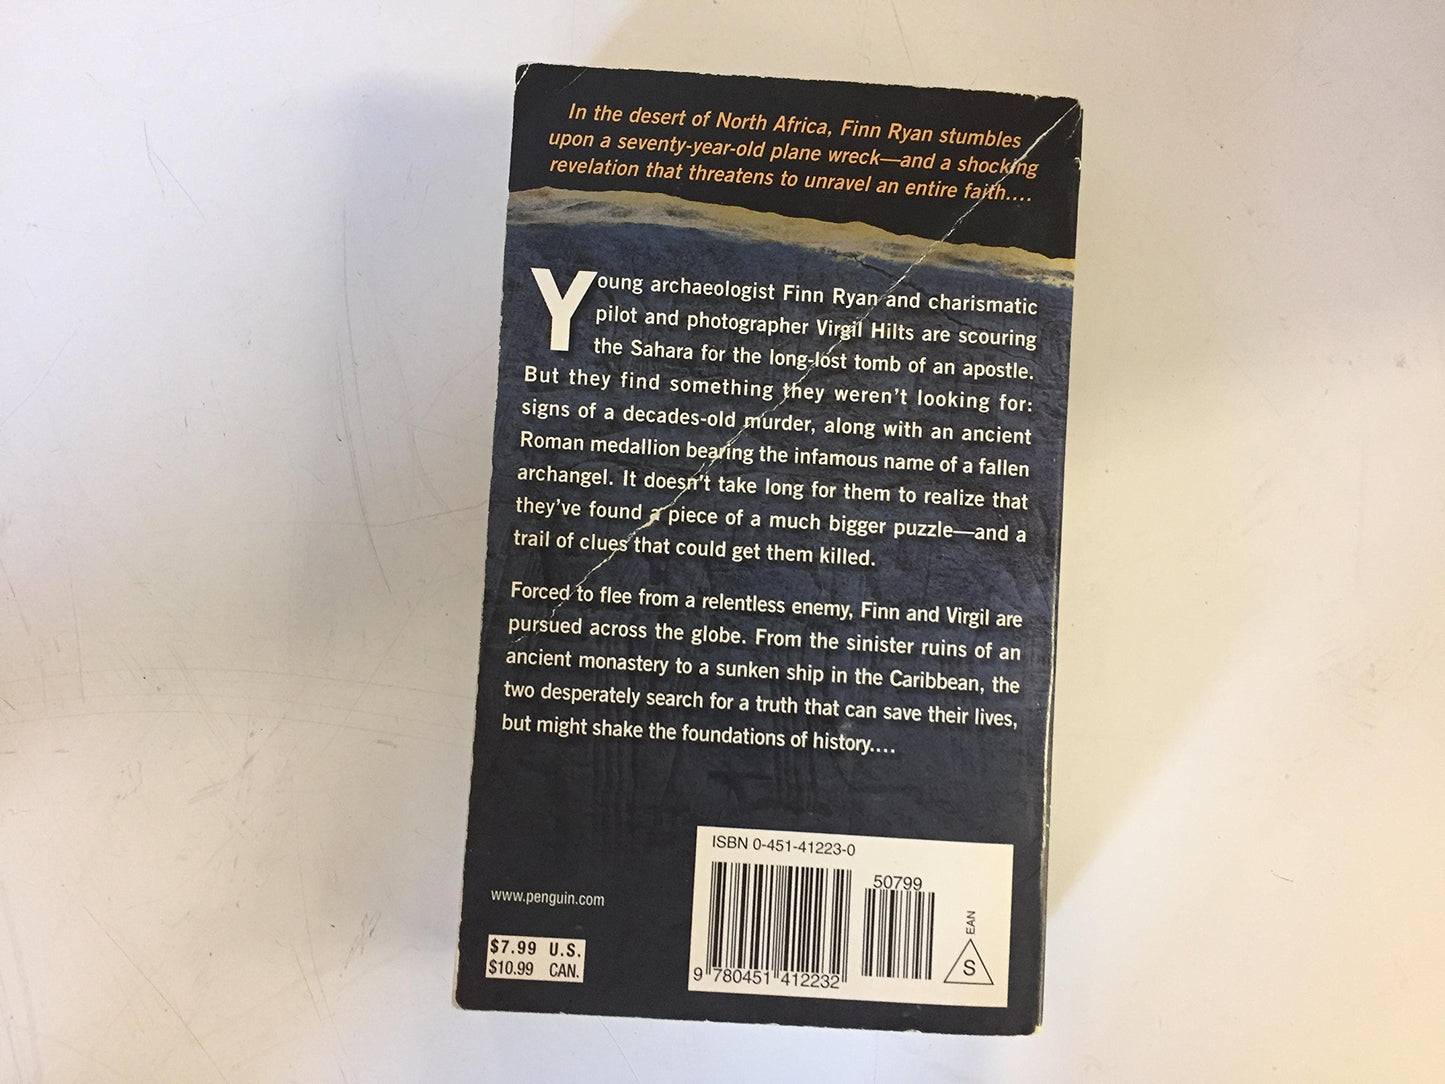 In the desert of North Africa, Finn Ryan stumbles
upon a seventy-year-old plane wreck—and a shocking
revelation that threatens to unravel an entire faith....
Young archaeologist Finn Ryan and charismatic
pilot and photographer Virgil Hilts are scouring
the Sahara for the long-lost tomb of an apostle.
But they find something they weren't looking for:
signs of a decades-old murder, along with an ancient
Roman medallion bearing the infamous name of a fallen
archangel. It doesn't take long for them to realize that
they've found a piece of a much bigger puzzle—and a
trail of clues that could get them killed.
Forced to flee from a relentless enemy, Finn and Virgil are
pursued across the globe. From the sinister ruins of an
ancient monastery to a sunken ship in the Caribbean, the
two desperately search for a truth that can save their lives,
but might shake the foundations of history....
ISBN 0-451-41223-0
50799
EAN
S
9 780451 412232
www.penguin.com
$7.99 U.S.
$10.99 CAN.